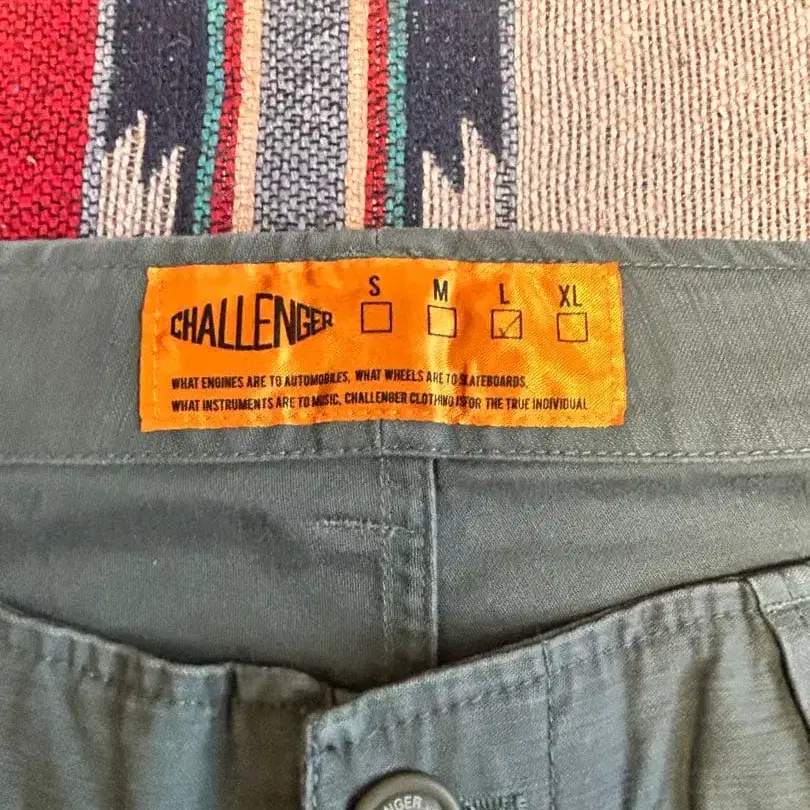 S M L XL
CHALLENGER
WHAT ENGINES ARE TO AUTOMOBILES, WHAT WHEELS ARE TO SKATEBOARDS,
WHAT INSTRUMENTS ARE TO MUSIC, CHALLENGER CLOTHING IS FOR THE TRUE INDIVIDUAL